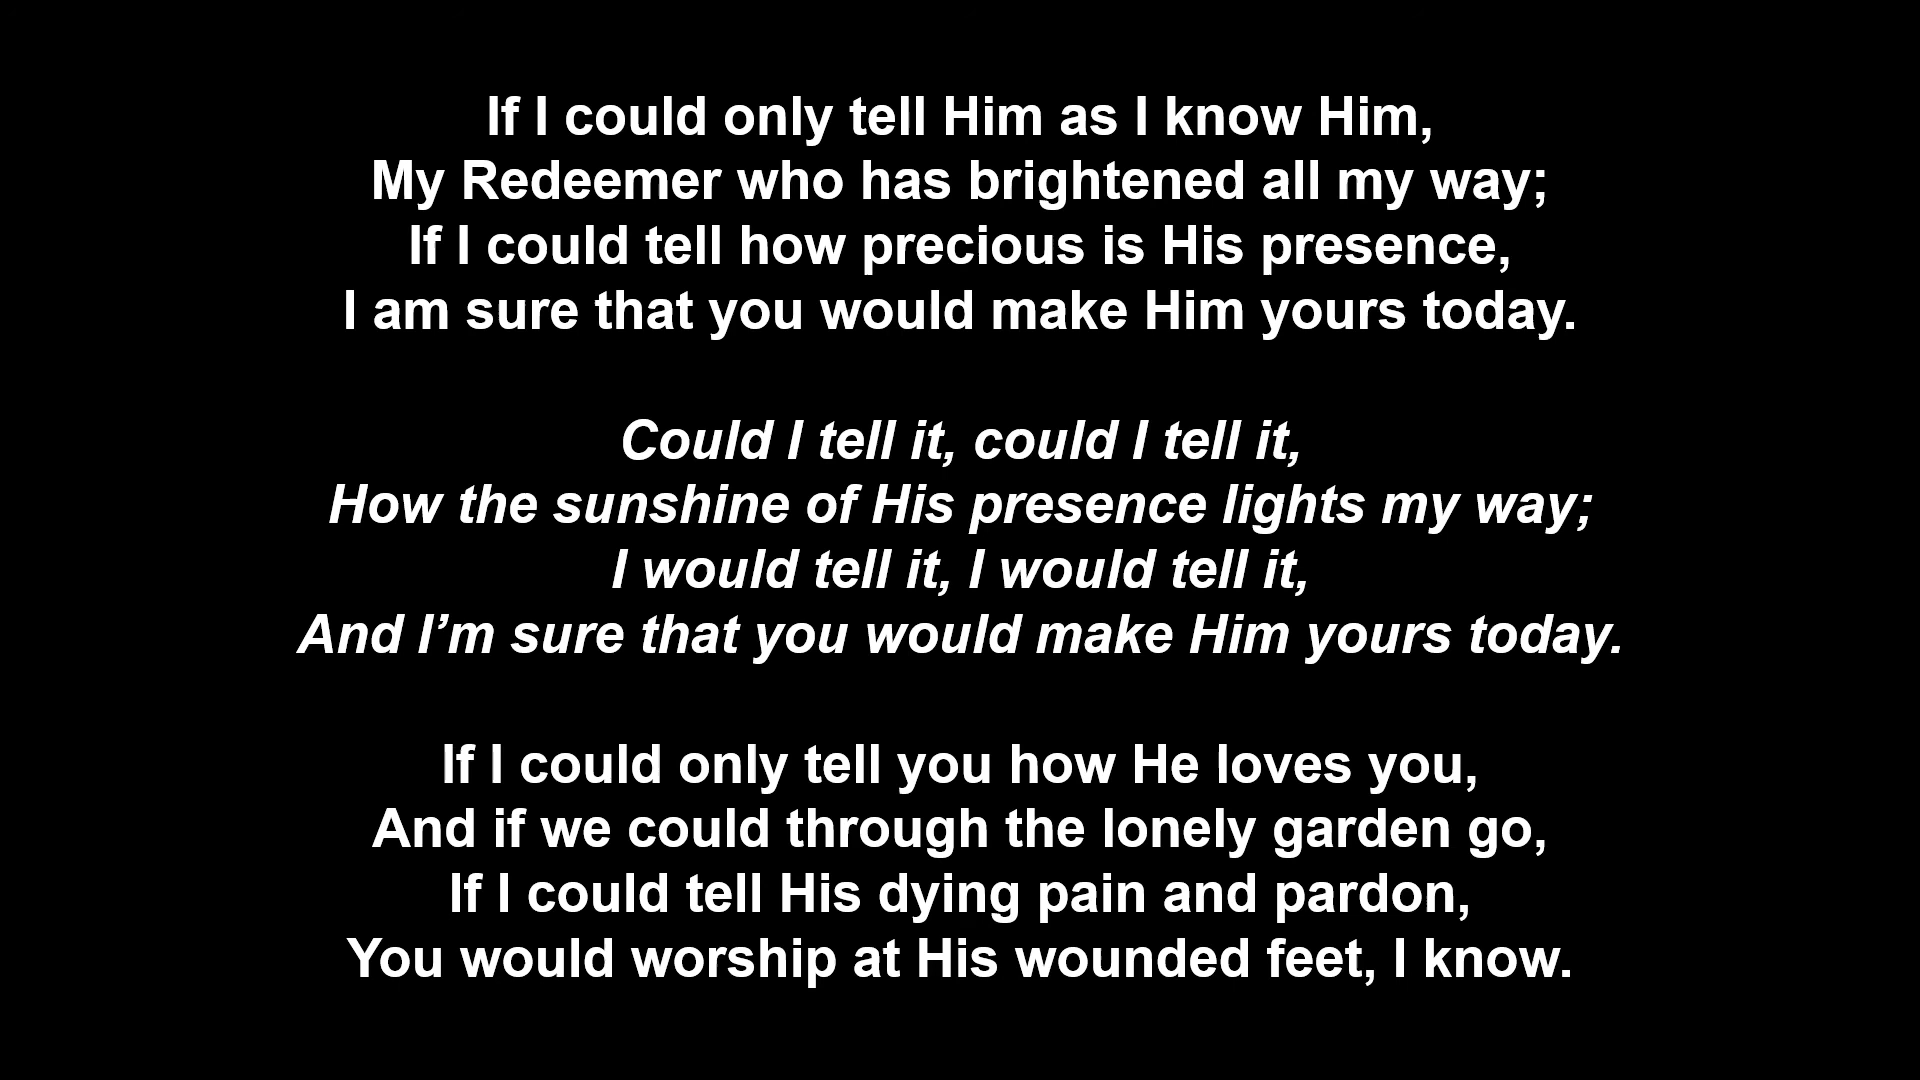 If I could only tell Him as I know Him,
My Redeemer who has brightened all my way;
If I could tell how precious is His presence,
I am sure that you would make Him yours today.
Could I tell it, could I tell it,
How the sunshine of His presence lights my way;
I would tell it, I would tell it,
And I’m sure that you would make Him yours today.
If I could only tell you how He loves you,
And if we could through the lonely garden go,
If I could tell His dying pain and pardon,
You would worship at His wounded feet, I know.